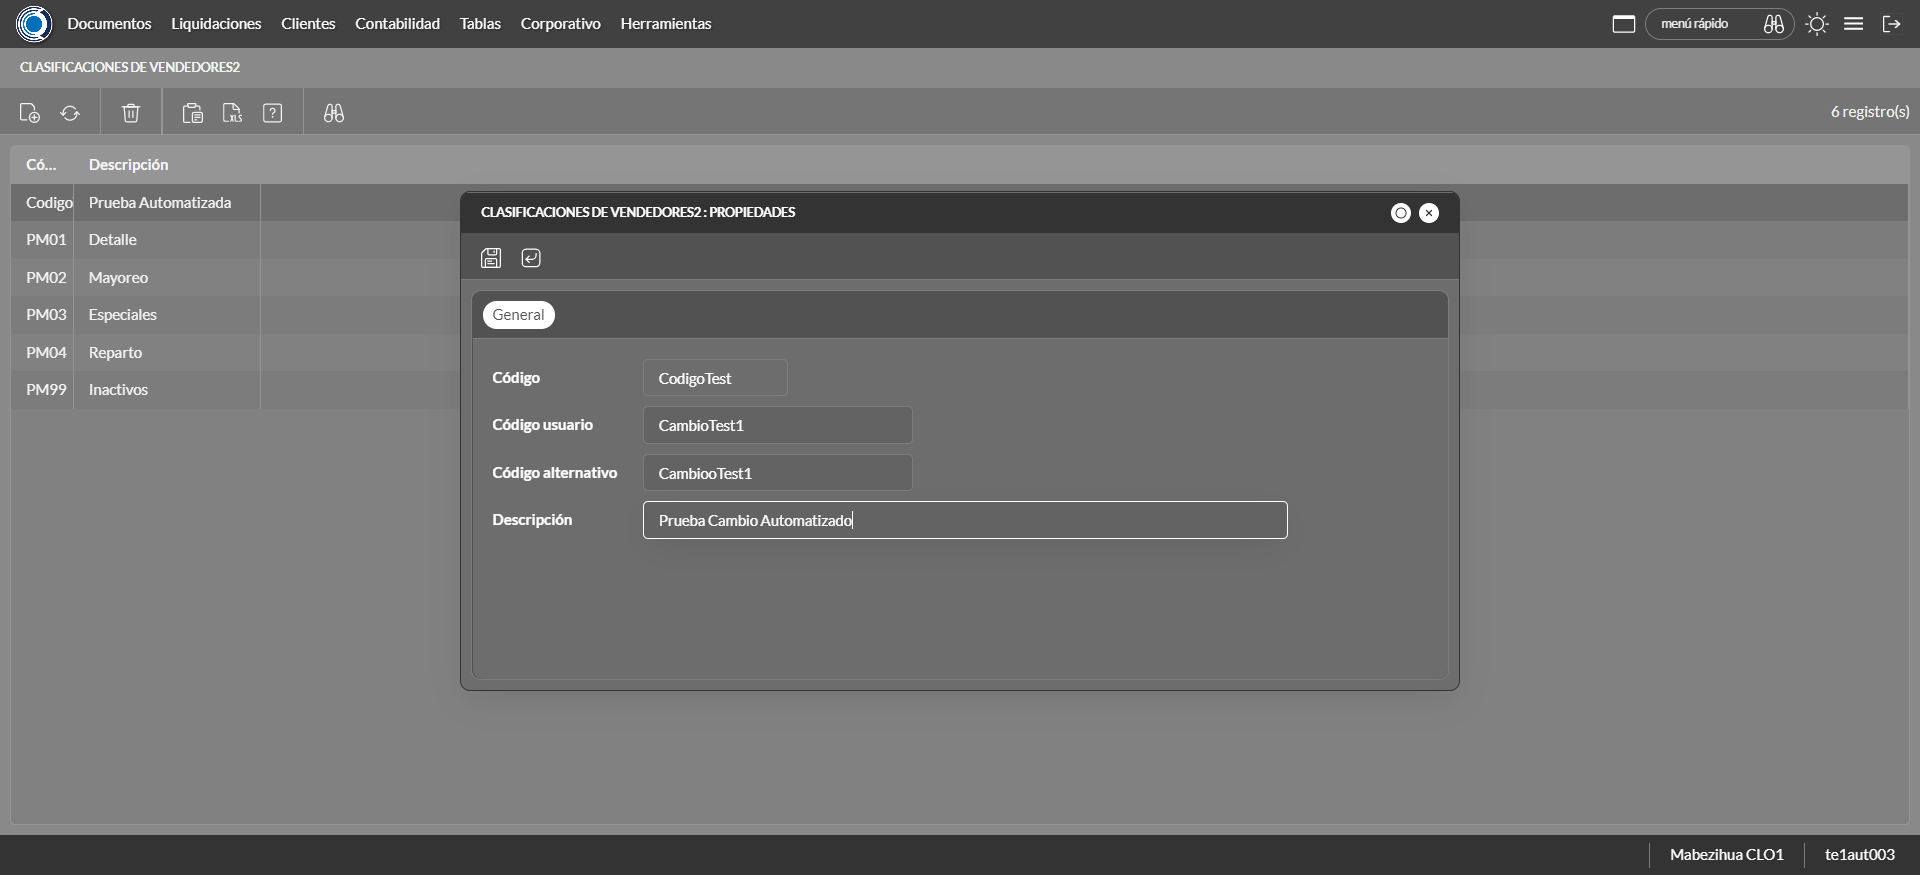 Documentos Liquidaciones Clientes Contabilidad Tablas Corporativo Herramientas menú rápido
CLASIFICACIONES DE VENDEDORES2
XLS ? 6 registro(s)
Có... Descripción
Codigo Prueba Automatizada
PM01 Detalle
PM02 Mayoreo
PM03 Especiales
PM04 Reparto
PM99 Inactivos
CLASIFICACIONES DE VENDEDORES2 : PROPIEDADES
General
Código CodigoTest
Código usuario CambioTest1
Código alternativo CambiooTest1
Descripción Prueba Cambio Automatizado
Mabezihua CLO1 te1aut003